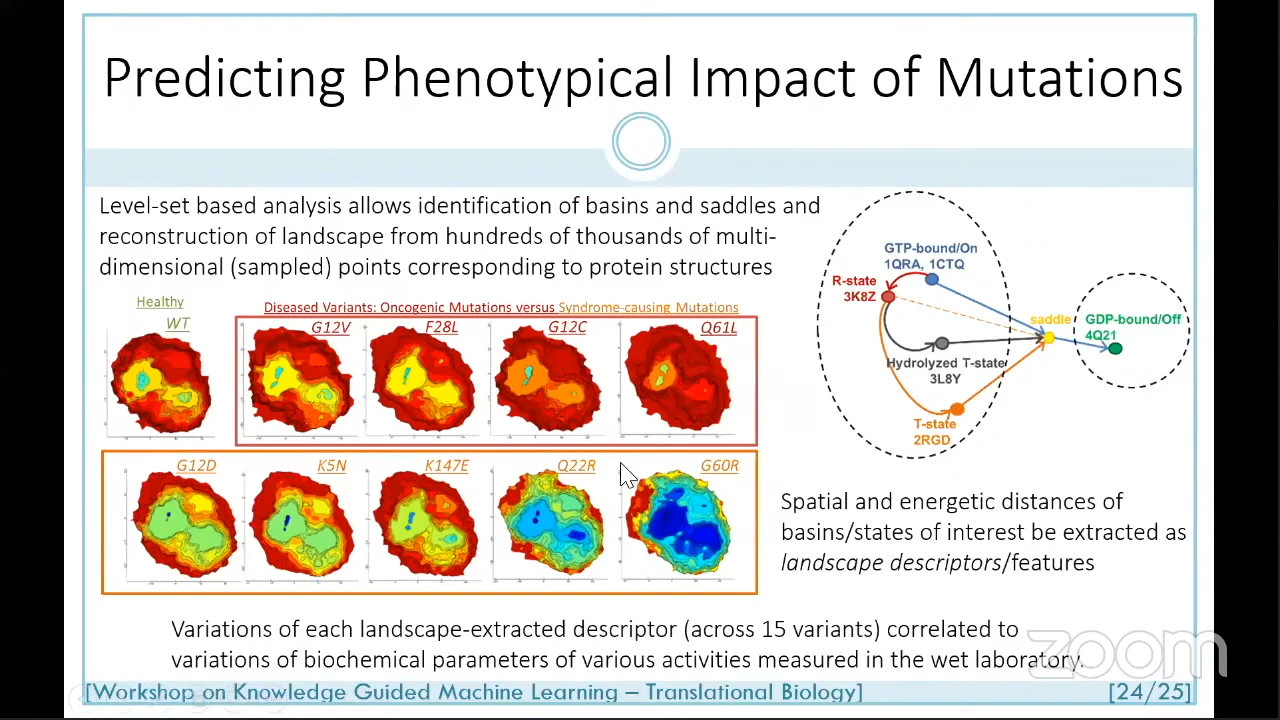 Predicting Phenotypical Impact of Mutations
Level-set based analysis allows identification of basins and saddles and
reconstruction of landscape from hundreds of thousands of multi-
dimensional (sampled) points corresponding to protein structures
Healthy
WT
Diseased Variants: Oncogenic Mutations versus Syndrome-causing Mutations
G12V
F28L
G12C
Q61L
G12D
K5N
K147E
Q22R
G60R
GTP-bound/On
1QRA, 1CTQ
R-state
3K8Z
saddle
GDP-bound/Off
4Q21
Hydrolyzed T-state
3L8Y
T-state
2RGD
Spatial and energetic distances of
basins/states of interest be extracted as
landscape descriptors/features
Variations of each landscape-extracted descriptor (across 15 variants) correlated to
variations of biochemical parameters of various activities measured in the wet laboratory.
zoom
[Workshop on Knowledge Guided Machine Learning – Translational Biology]
[24/25]